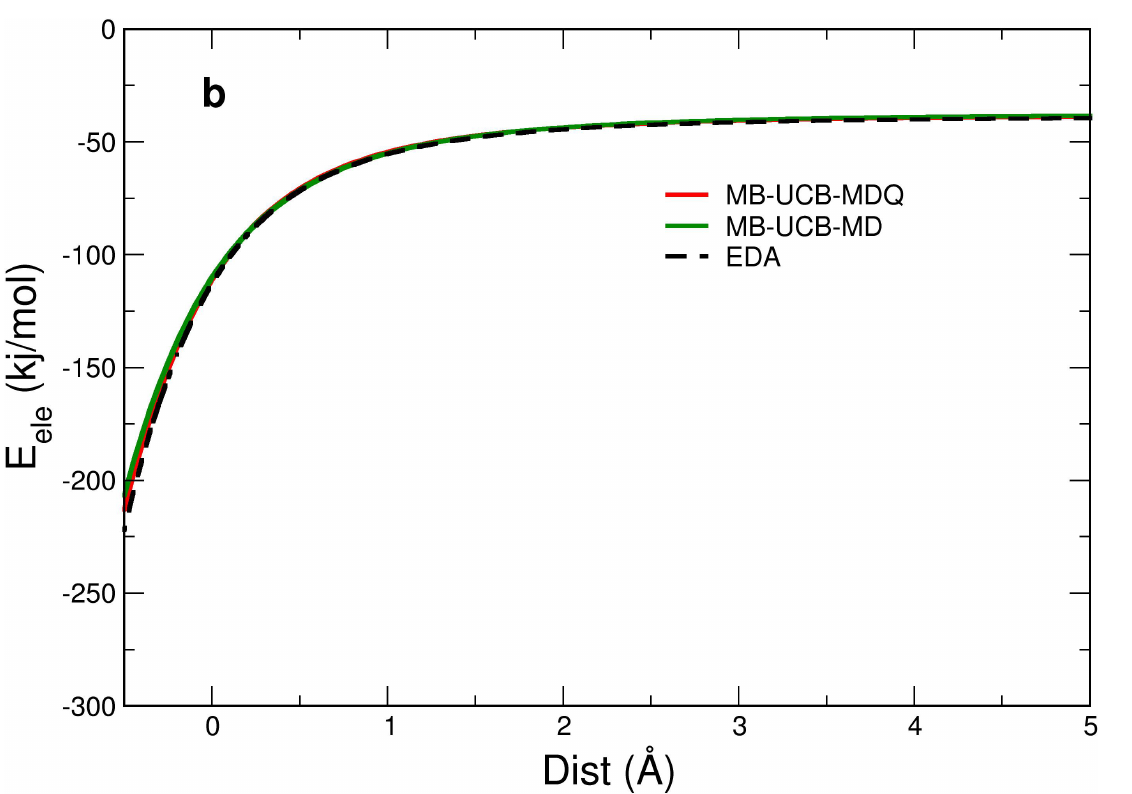 b
0
-50
-100
-150
-200
-250
-300
E_ele (kj/mol)
MB-UCB-MDQ
MB-UCB-MD
EDA
0 1 2 3 4 5
Dist (Å)